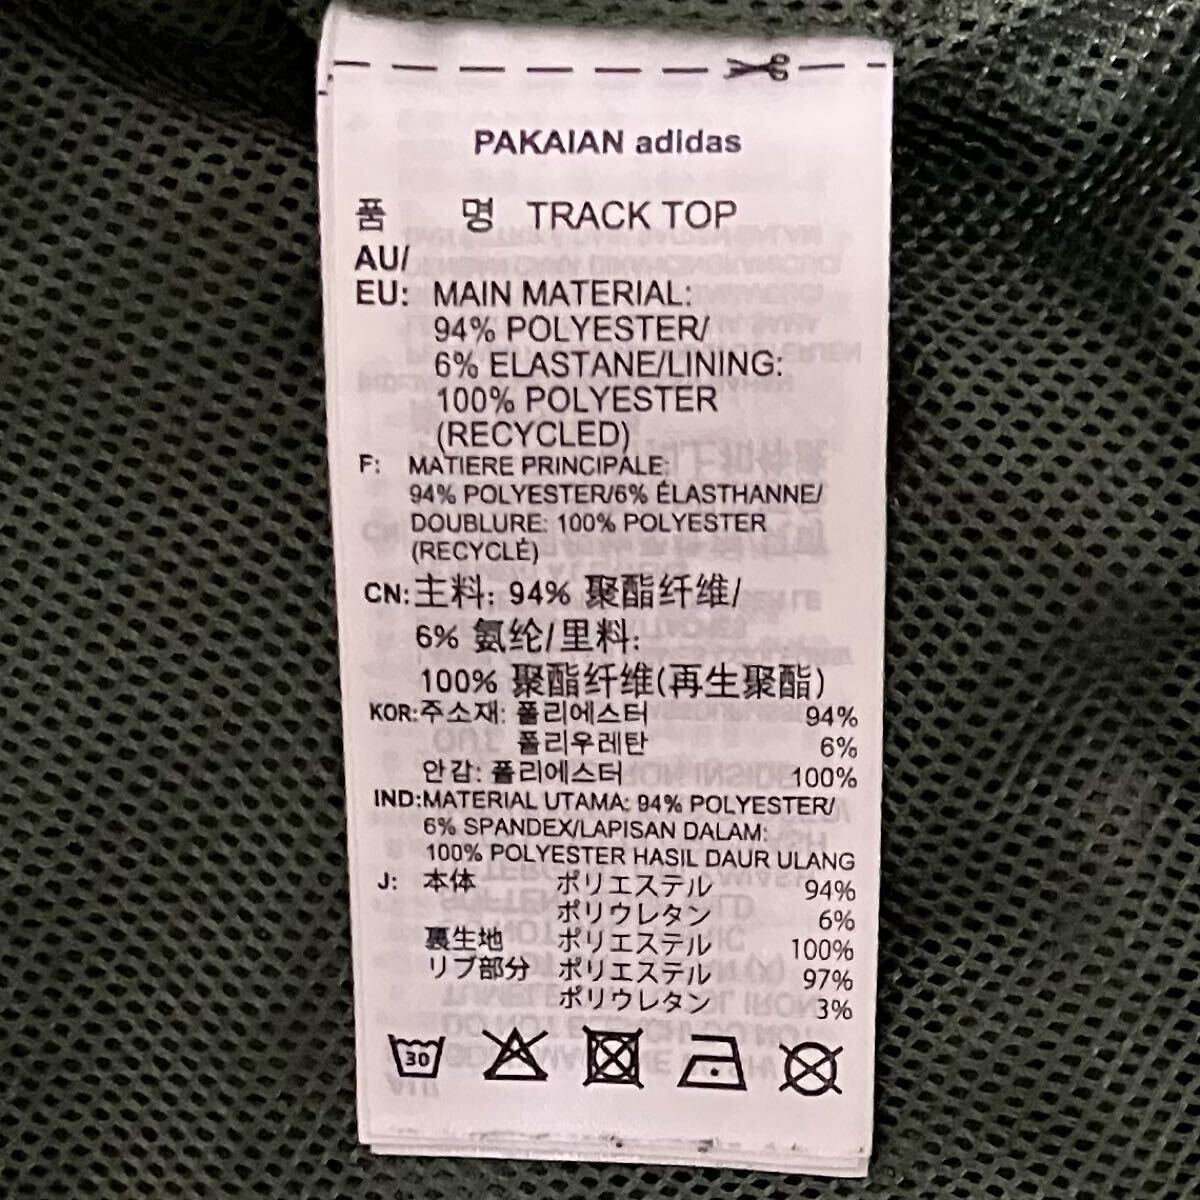 PAKAIAN adidas
품 명 TRACK TOP
AU/
EU: MAIN MATERIAL:
94% POLYESTER/
6% ELASTANE/LINING:
100% POLYESTER
(RECYCLED)
F: MATIERE PRINCIPALE:
94% POLYESTER/6% ÉLASTHANNE/
DOUBLURE: 100% POLYESTER
(RECYCLÉ)
CN: 主料: 94% 聚酯纤维/
6% 氨纶/里料:
100% 聚酯纤维(再生聚酯)
KOR: 주소재: 폴리에스터 94%
폴리우레탄 6%
안감: 폴리에스터 100%
IND: MATERIAL UTAMA: 94% POLYESTER/
6% SPANDEX/LAPISAN DALAM:
100% POLYESTER HASIL DAUR ULANG
J: 本体 ポリエステル 94%
ポリウレタン 6%
裏生地 ポリエステル 100%
リブ部分 ポリエステル 97%
ポリウレタン 3%
30